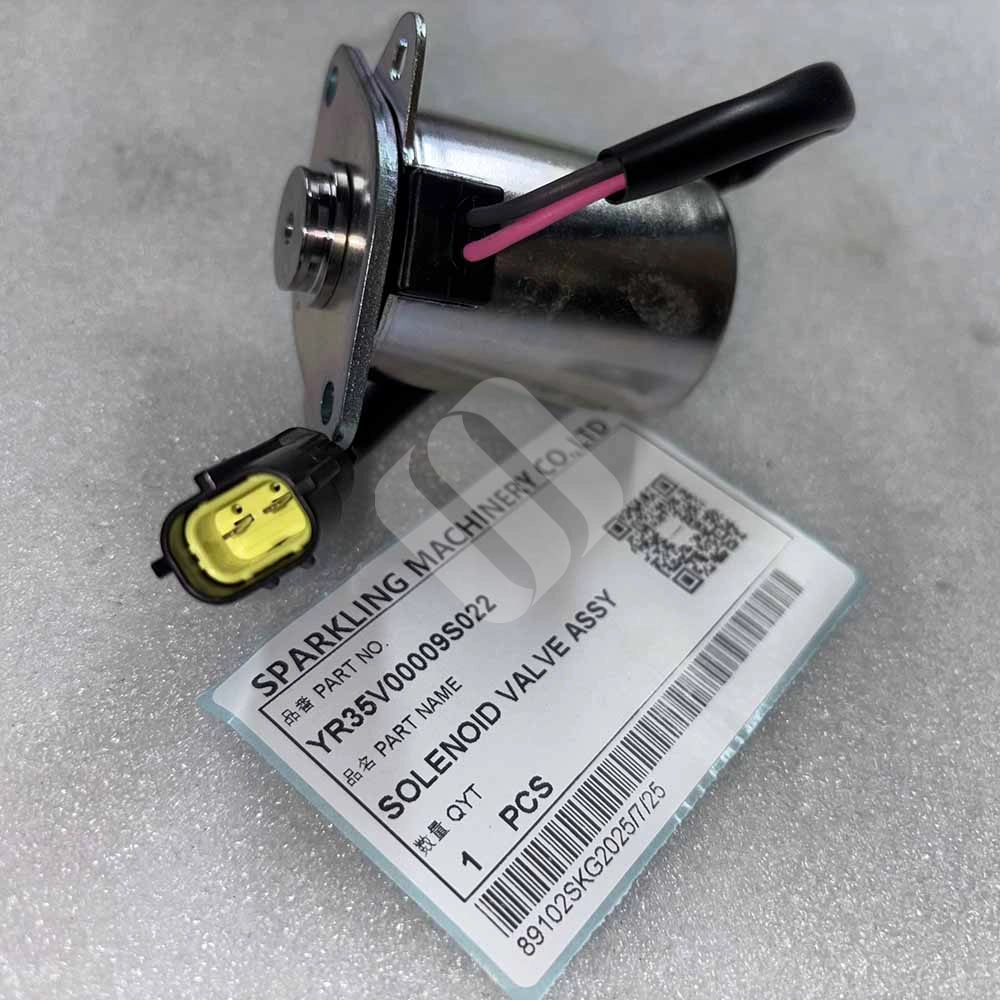 SPARKLING MACHINERY CO.,LTD
品番 PART NO.
YR35V00009S022
品名 PART NAME
SOLENOID VALVE ASSY
数量 QYT
1 PCS
89102SKG2025/7/25